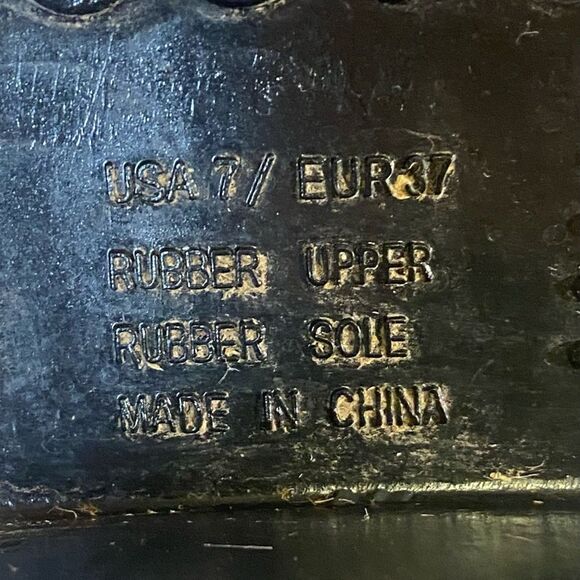 USA 7/ EUR37
RUBBER UPPER
RUBBER SOLE
MADE IN CHINA